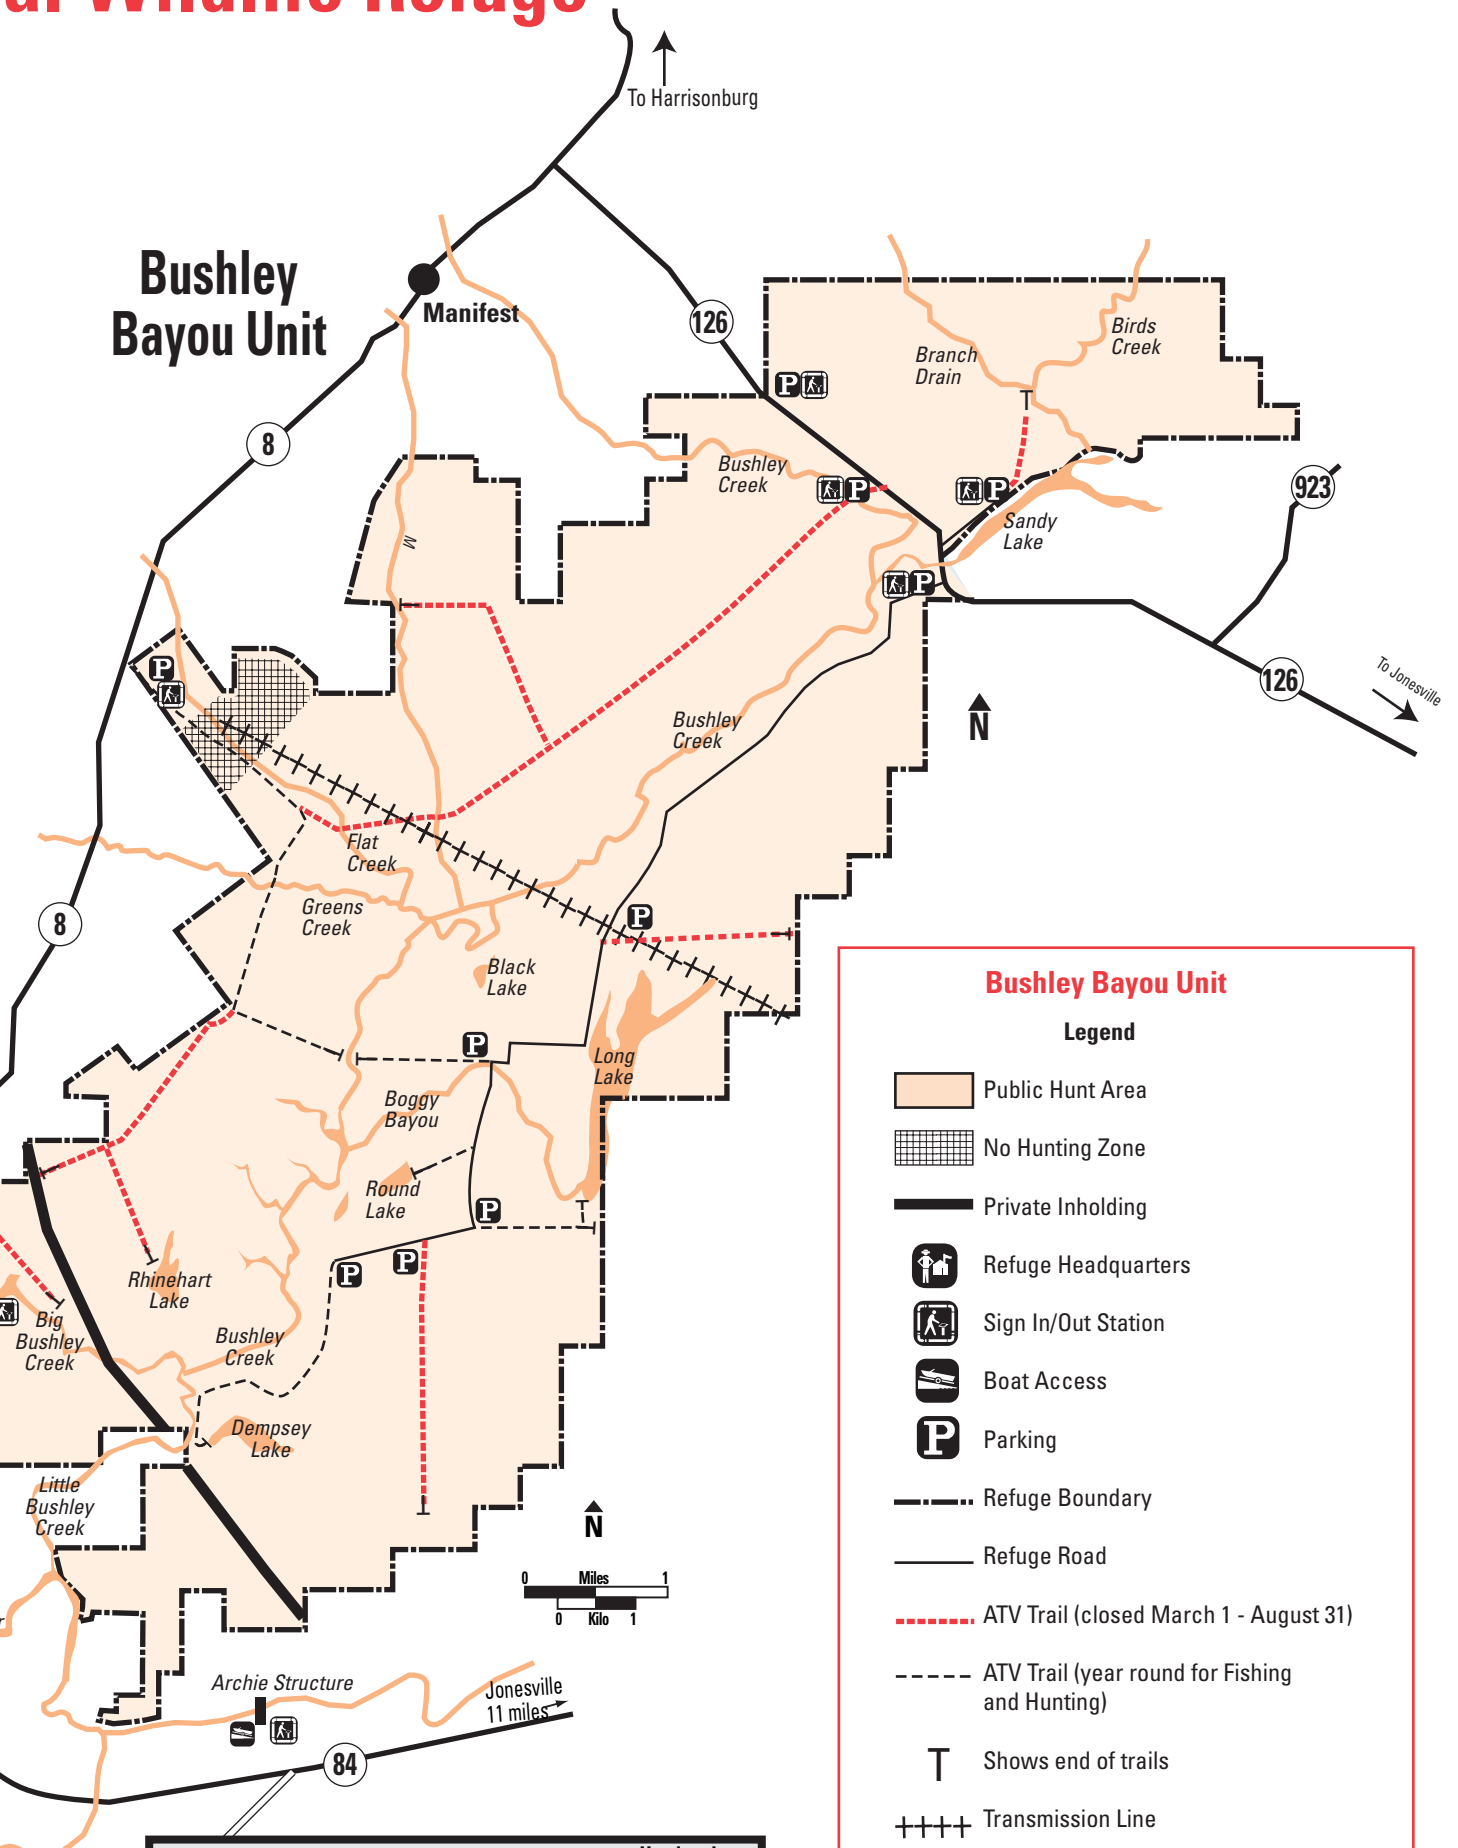 Wildlife Refuge
To Harrisonburg
Bushley
Bayou Unit
Manifest
126
Birds
Creek
Branch
Drain
8
Bushley
Creek
P
P
P
923
Sandy
Lake
M
P
P
126
To Jonesville
N
Bushley
Creek
Flat
Creek
8
Greens
Creek
P
Black
Lake
P
Long
Lake
Boggy
Bayou
Round
Lake
P
P
P
Rhinehart
Lake
Big
Bushley
Creek
Bushley
Creek
Dempsey
Lake
Little
Bushley
Creek
N
0 Miles 1
0 Kilo 1
Archie Structure
Jonesville
11 miles
84
Bushley Bayou Unit
Legend
Public Hunt Area
No Hunting Zone
Private Inholding
Refuge Headquarters
Sign In/Out Station
Boat Access
P Parking
Refuge Boundary
Refuge Road
ATV Trail (closed March 1 - August 31)
ATV Trail (year round for Fishing
and Hunting)
Shows end of trails
Transmission Line